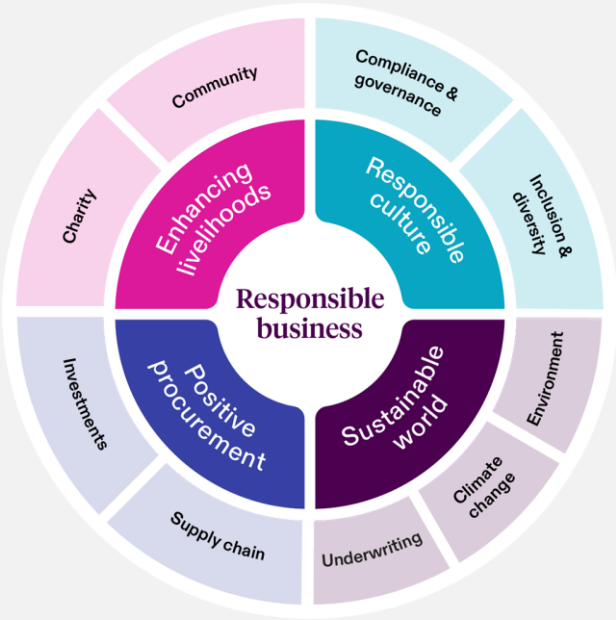 Community
Compliance &
governance
Charity
Enhancing
livelihoods
Responsible
culture
Inclusion &
diversity
Responsible
business
Investments
Positive
procurement
Sustainable
world
Environment
Climate
change
Supply chain
Underwriting